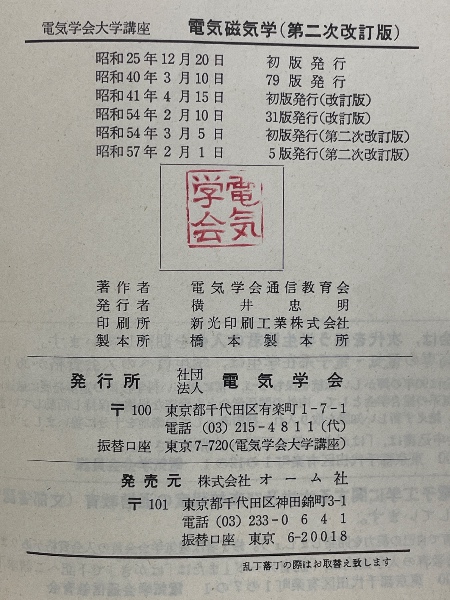 電気学会大学講座　電気磁気学(第二次改訂版)
昭和25年12月20日　初版発行
昭和40年3月10日　79版発行
昭和41年4月15日　初版発行(改訂版)
昭和54年2月10日　31版発行(改訂版)
昭和54年3月5日　初版発行(第二次改訂版)
昭和57年2月1日　5版発行(第二次改訂版)
電気
学会
著作者　電気学会通信教育会
発行者　横井忠明
印刷所　新光印刷工業株式会社
製本所　橋本製本所
発行所　社団法人　電気学会
〒100　東京都千代田区有楽町1-7-1
電話　(03)215-4811(代)
振替口座　東京7-720(電気学会大学講座)
発売元　株式会社　オーム社
〒101　東京都千代田区神田錦町3-1
電話　(03)233-0641
振替口座　東京　6-20018
乱丁落丁の際はお取替え致します